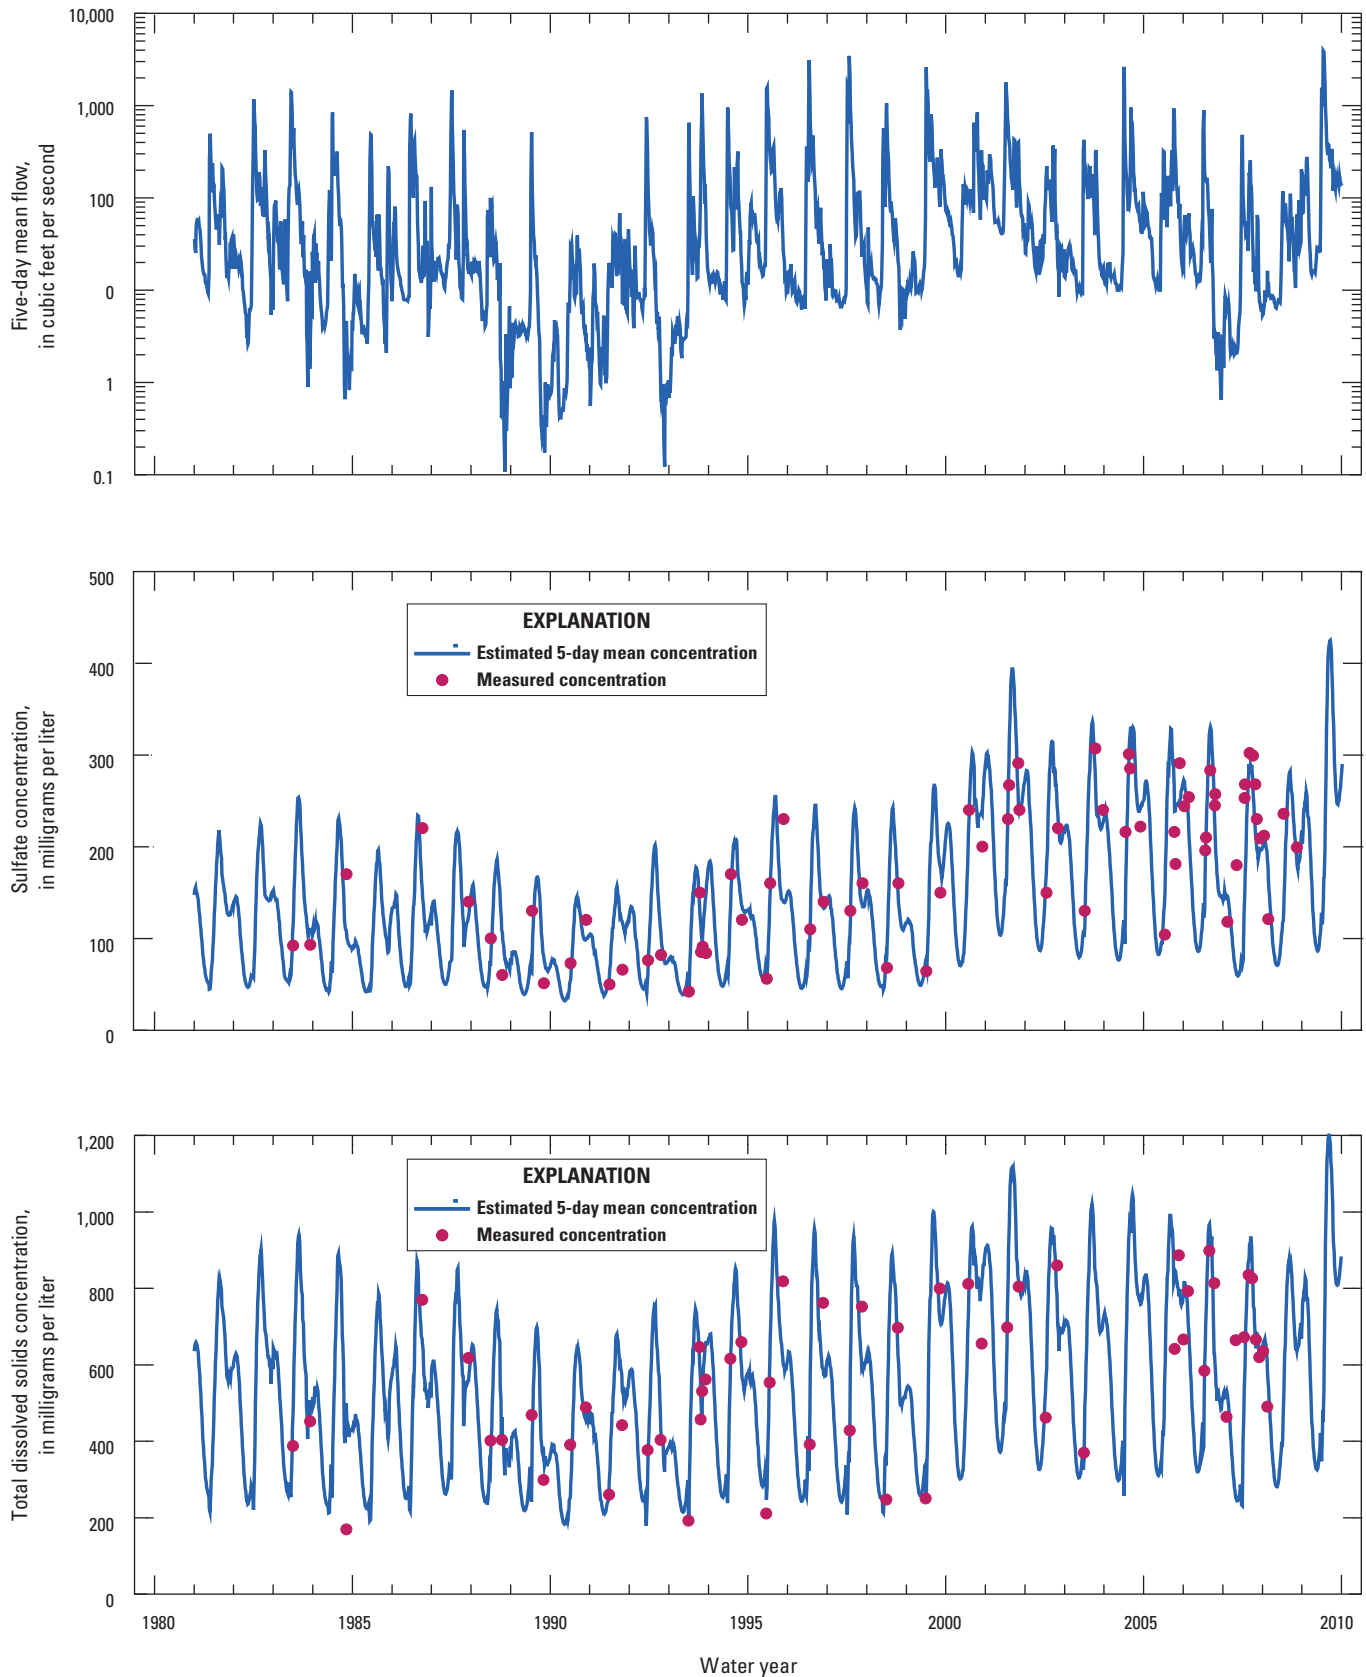 Five-day mean flow,
in cubic feet per second
10,000
1,000
100
0
1
0.1
Sulfate concentration,
in milligrams per liter
500
400
300
200
100
0
EXPLANATION
Estimated 5-day mean concentration
Measured concentration
Total dissolved solids concentration,
in milligrams per liter
1,200
1,000
800
600
400
200
0
EXPLANATION
Estimated 5-day mean concentration
Measured concentration
1980 1985 1990 1995 2000 2005 2010
Water year